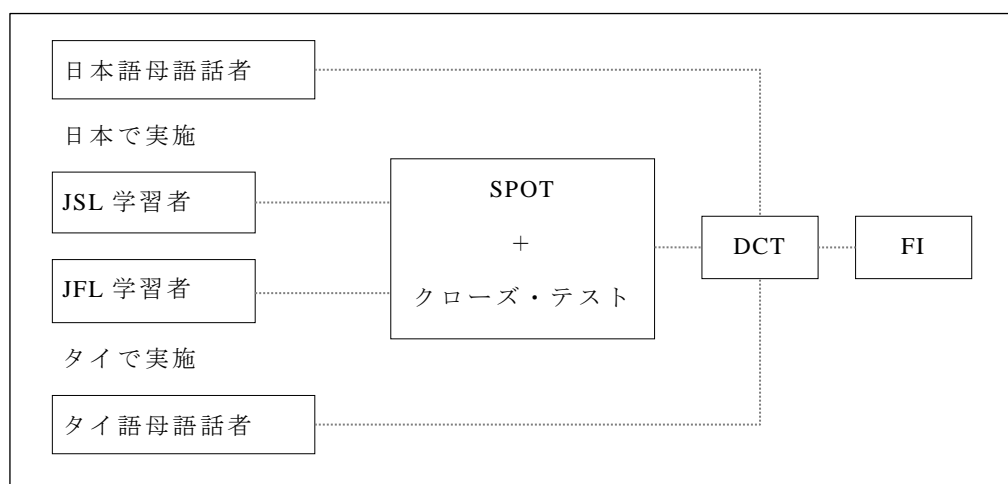 日本語母語話者
日本で実施
JSL 学習者
JFL 学習者
タイで実施
タイ語母語話者
SPOT
＋
クローズ・テスト
DCT
FI